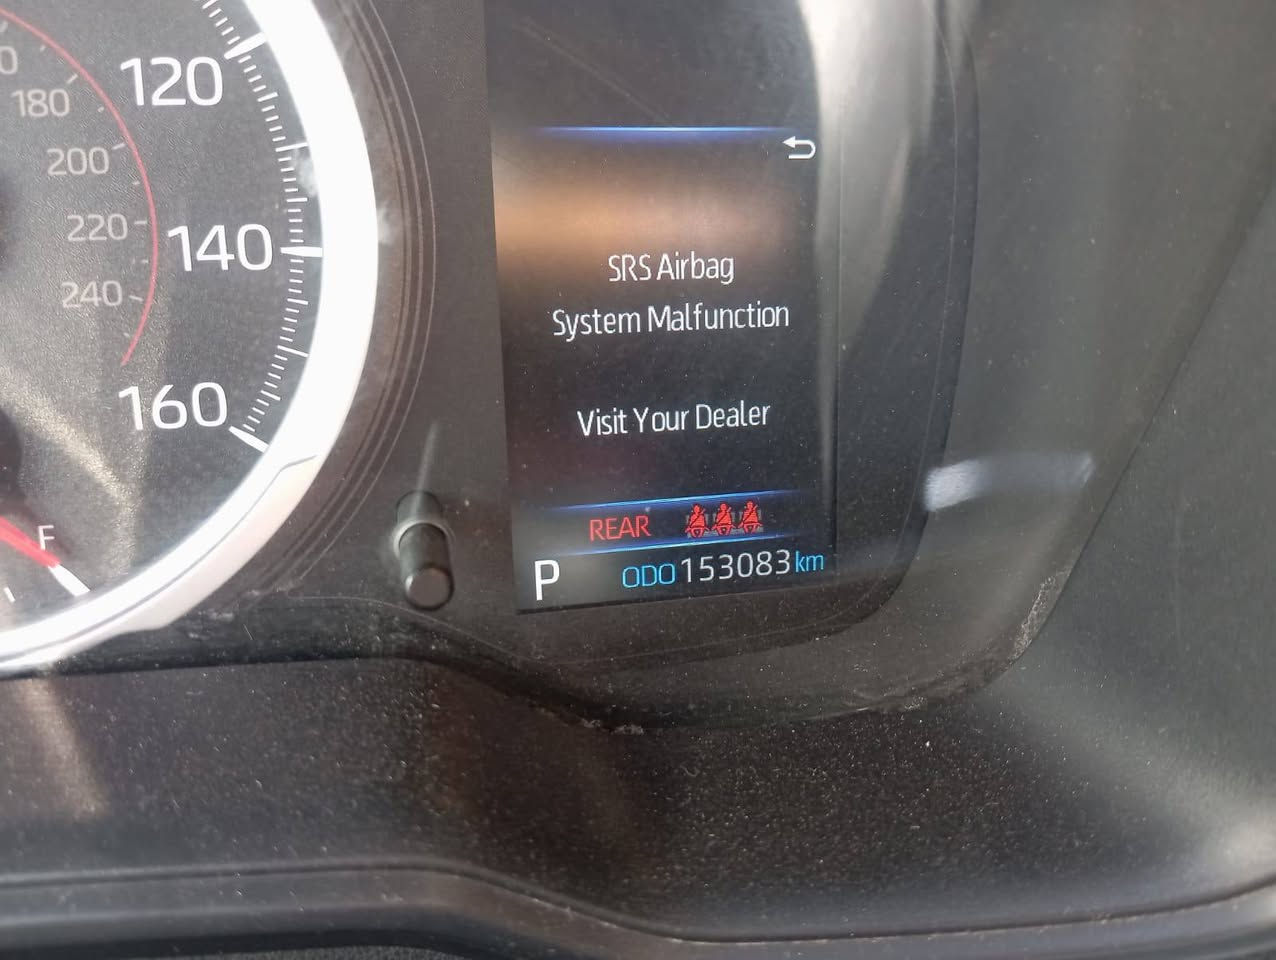 120
180
200
220
140
240
160
F
SRS Airbag
System Malfunction
Visit Your Dealer
REAR
P ODO 153083 km